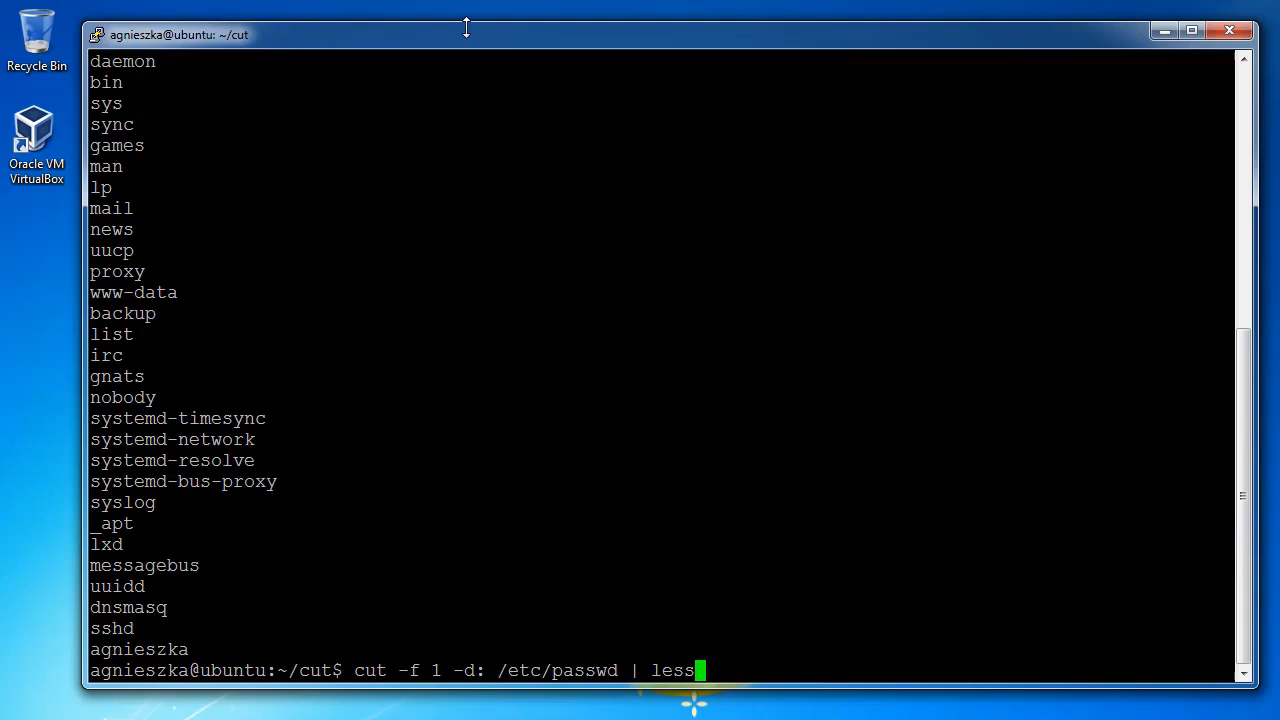 Recycle Bin
Oracle VM
VirtualBox
agnieszka@ubuntu: ~/cut
daemon
bin
sys
sync
games
man
lp
mail
news
uucp
proxy
www-data
backup
list
irc
gnats
nobody
systemd-timesync
systemd-network
systemd-resolve
systemd-bus-proxy
syslog
_apt
lxd
messagebus
uuidd
dnsmasq
sshd
agnieszka
agnieszka@ubuntu:~/cut$ cut -f 1 -d: /etc/passwd | less